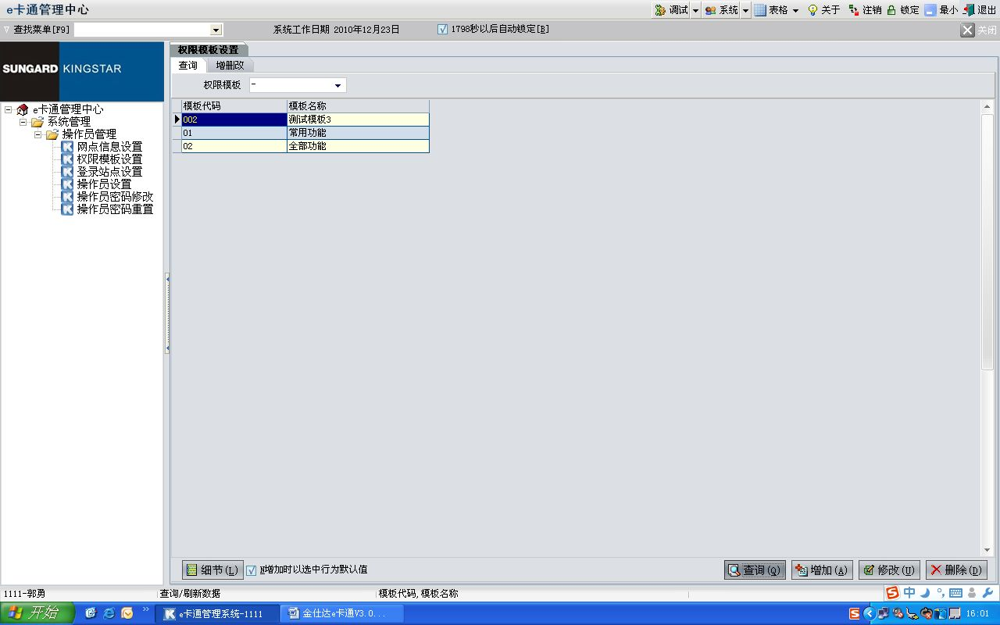 e卡通管理中心 调试 系统 表格 关于 注销 锁定 最小 退出
查找菜单[F9] 系统工作日期 2010年12月23日 1798秒以后自动锁定[B] 关闭
SUNGARD KINGSTAR
e卡通管理中心
系统管理
操作员管理
网点信息设置
权限模板设置
登录站点设置
操作员设置
操作员密码修改
操作员密码重置
权限模板设置
查询 增删改
权限模板 -
模板代码 模板名称
002 测试模板3
01 常用功能
02 全部功能
细节(L) N增加时以选中行为默认值 查询(Q) 增加(A) 修改(U) 删除(D)
1111-郭勇 查询/刷新数据 模板代码,模板名称 中
开始 e卡通管理系统-1111 金仕达e卡通V3.0... 16:01